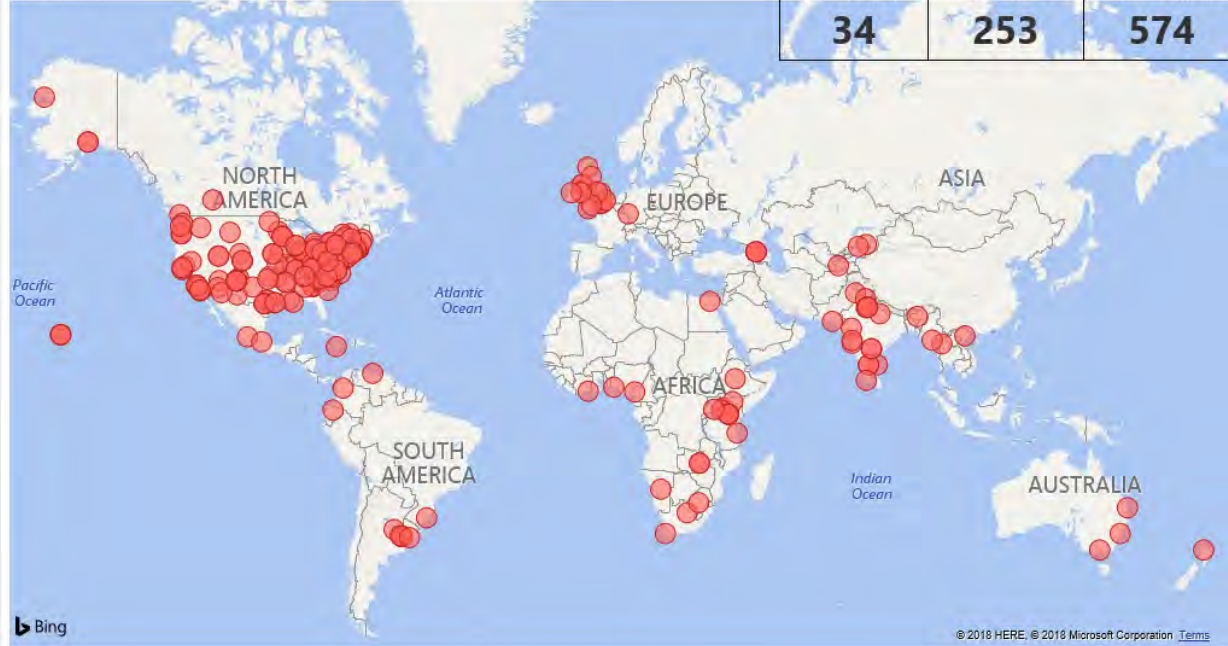 34 253 574
NORTH
AMERICA
EUROPE
ASIA
Pacific
Ocean
Atlantic
Ocean
AFRICA
SOUTH
AMERICA
Indian
Ocean
AUSTRALIA
Bing
© 2018 HERE, © 2018 Microsoft Corporation Terms